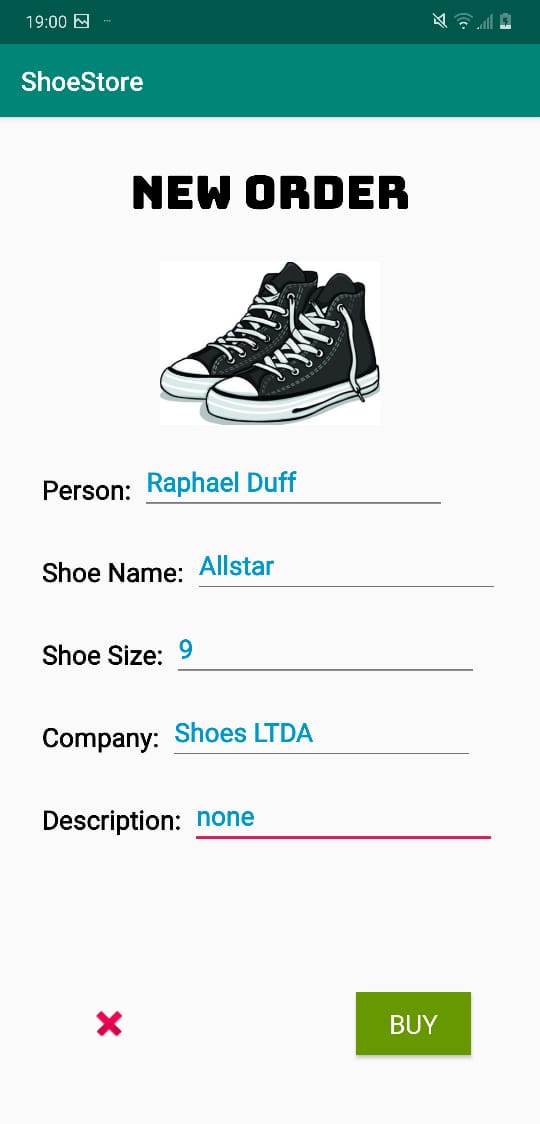 19:00
ShoeStore
NEW ORDER
Person: Raphael Duff
Shoe Name: Allstar
Shoe Size: 9
Company: Shoes LTDA
Description: none
BUY